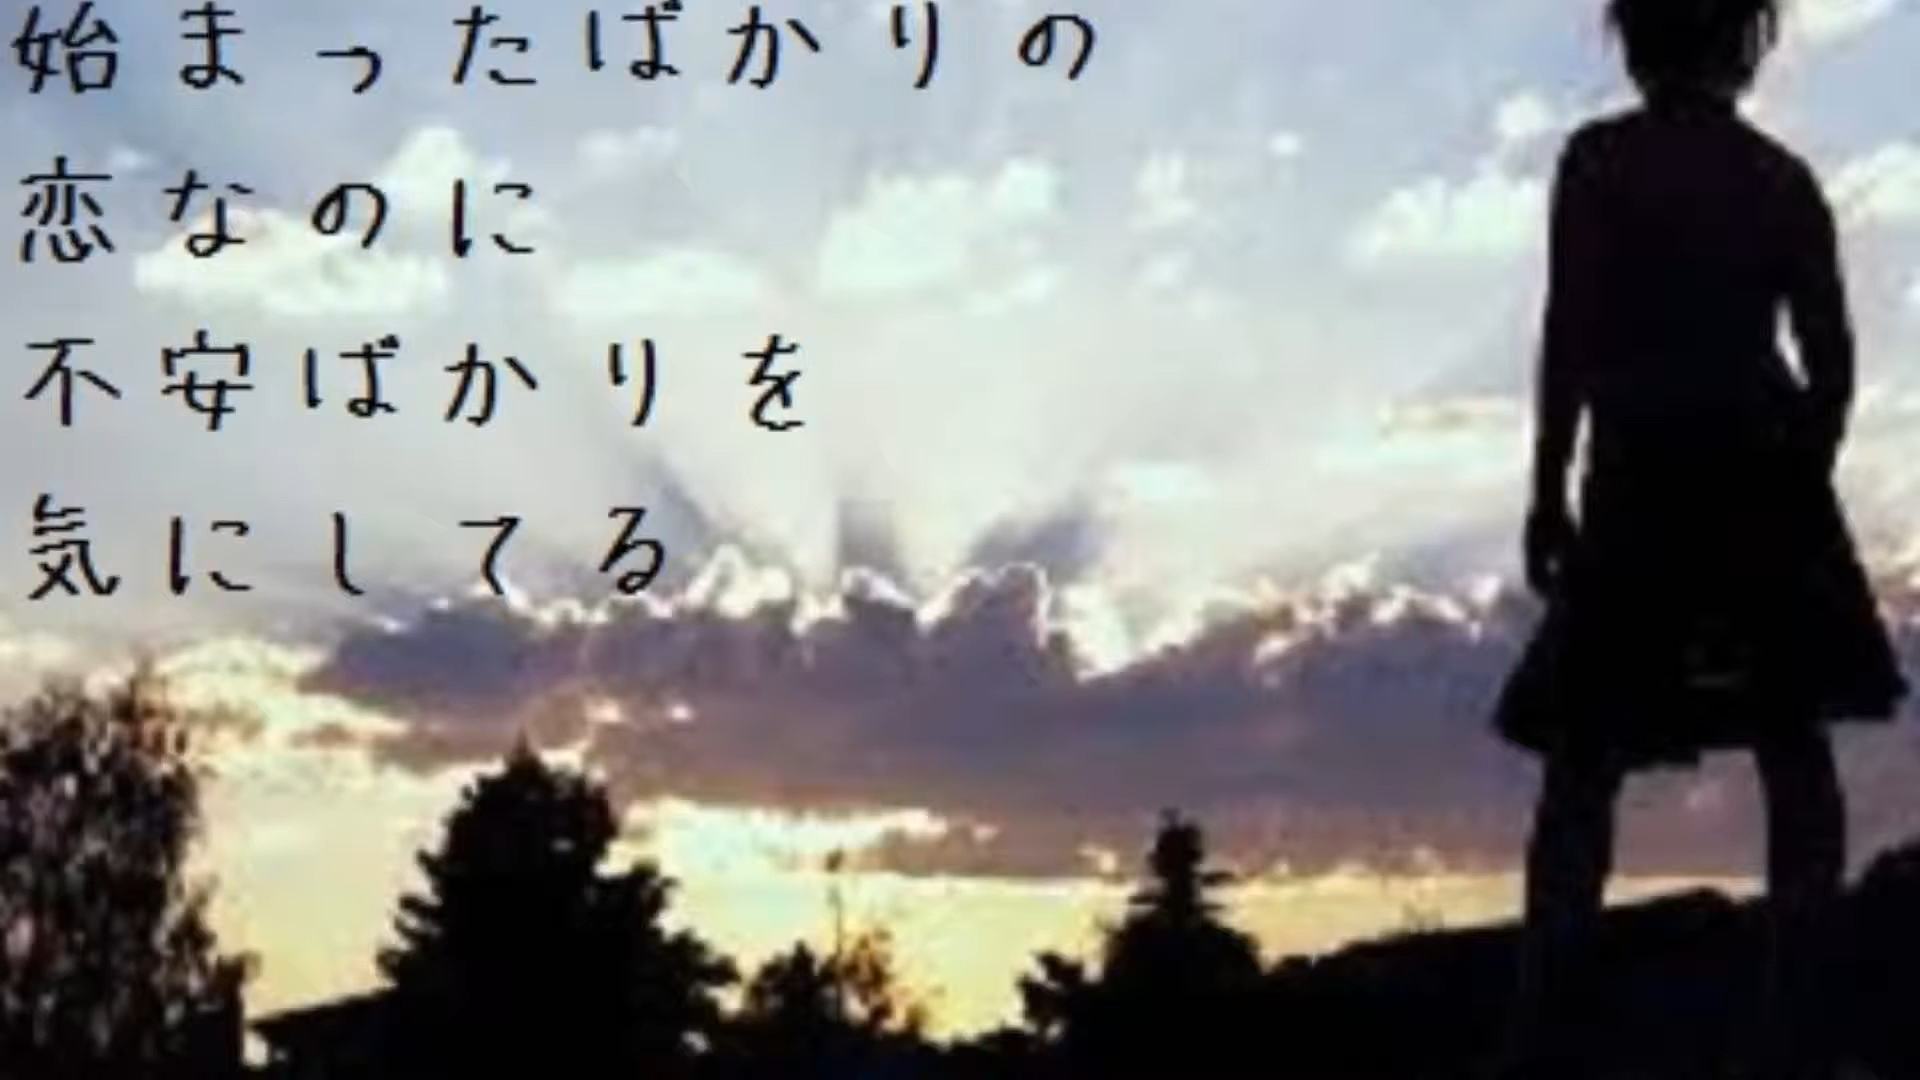 始まったばかりの
恋なのに
不安ばかりを
気にしてる